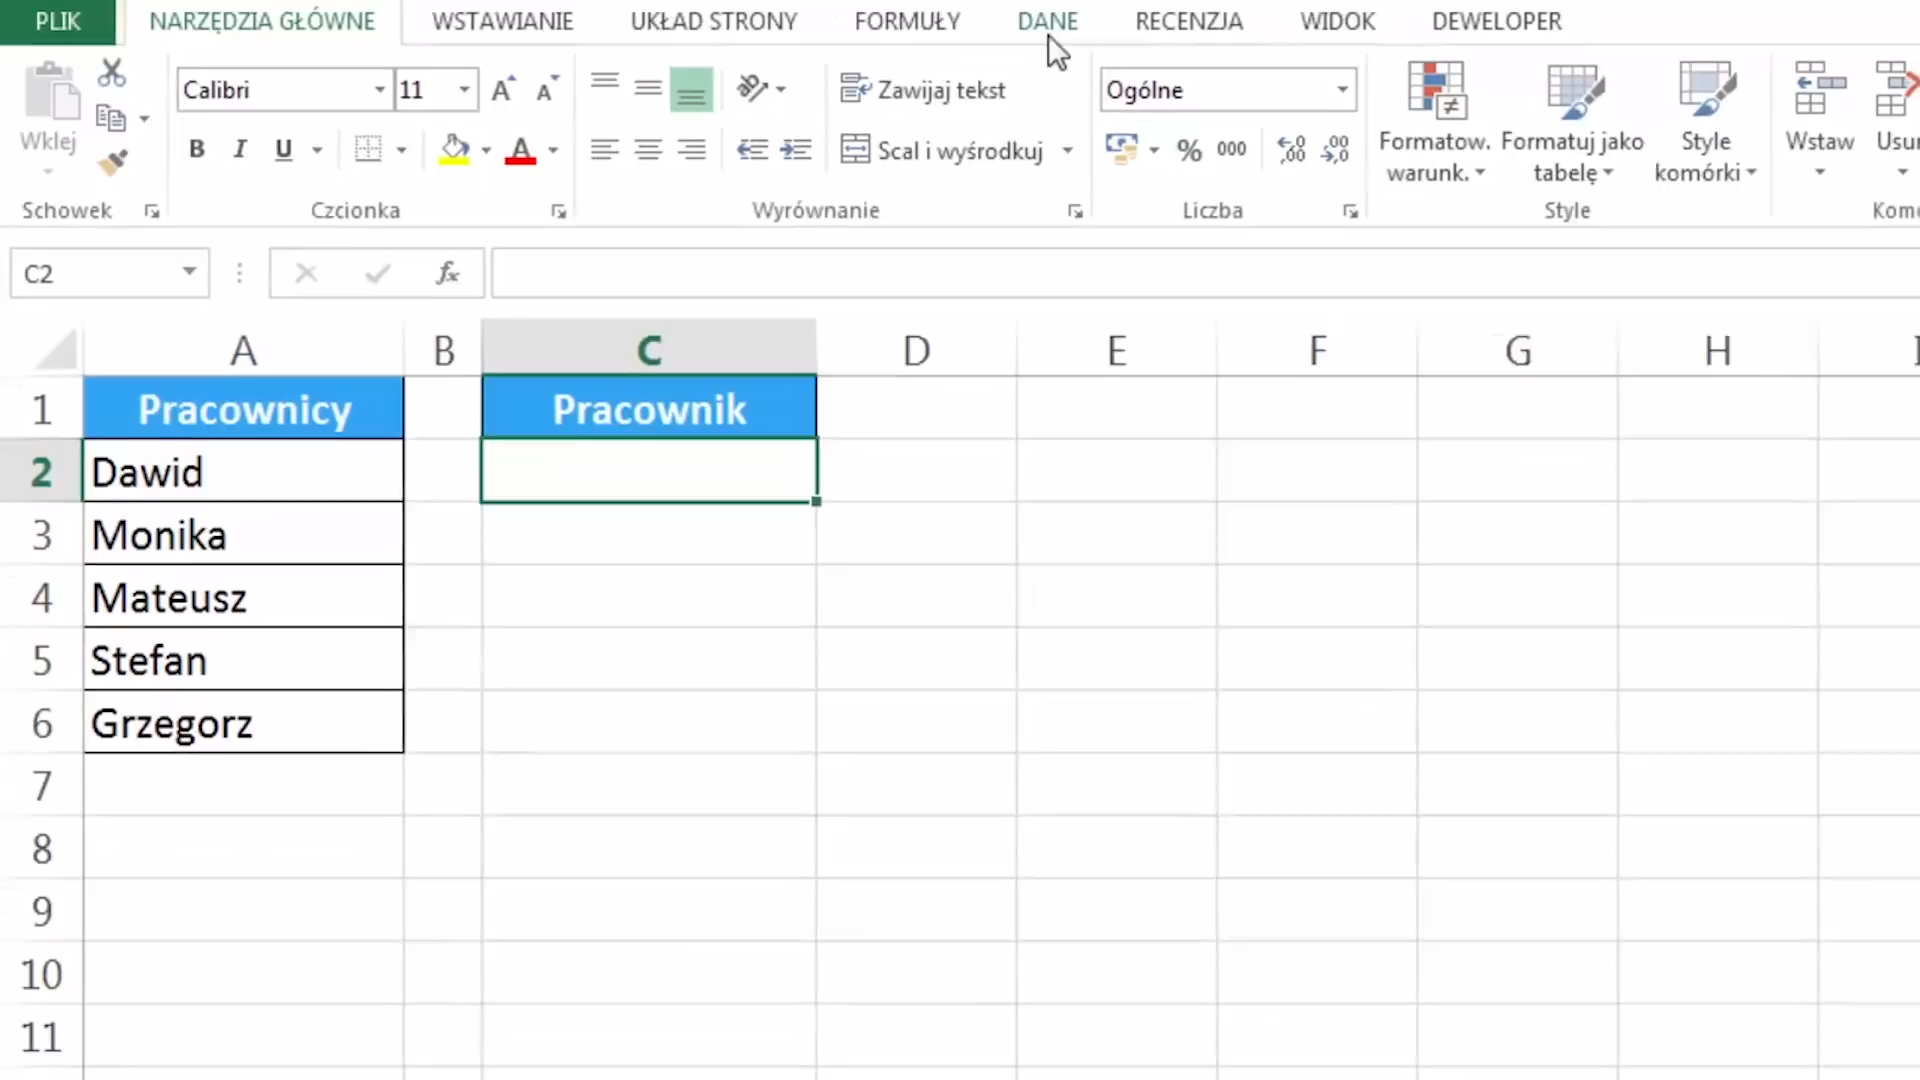 PLIK NARZĘDZIA GŁÓWNE WSTAWIANIE UKŁAD STRONY FORMUŁY DANE RECENZJA WIDOK DEWELOPER
Wklej
Schowek
Calibri 11
B I U
Czcionka
Zawijaj tekst
Scal i wyśrodkuj
Wyrównanie
Ogólne
% 000
Liczba
Formatow. warunk.
Formatuj jako tabelę
Style komórki
Style
Wstaw
C2 fx
A B C D E F G H
1 Pracownicy Pracownik
2 Dawid
3 Monika
4 Mateusz
5 Stefan
6 Grzegorz
7
8
9
10
11